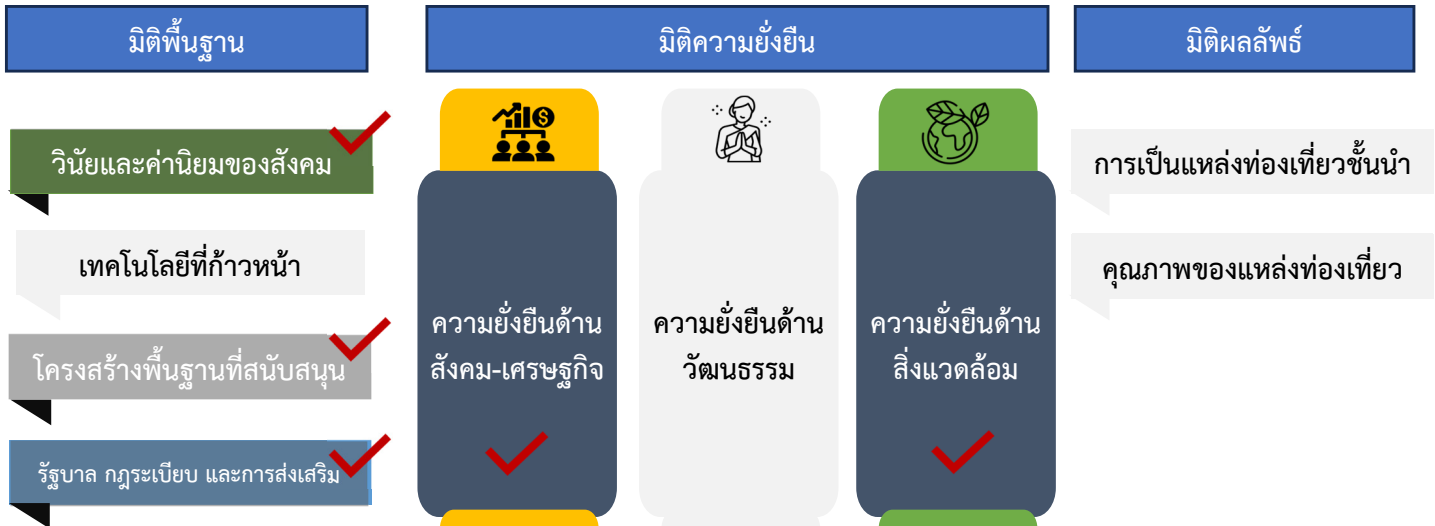 มิติพื้นฐาน
มิติความยั่งยืน
มิติผลลัพธ์
วินัยและค่านิยมของสังคม
เทคโนโลยีที่ก้าวหน้า
โครงสร้างพื้นฐานที่สนับสนุน
รัฐบาล กฎระเบียบ และการส่งเสริม
ความยั่งยืนด้าน
สังคม-เศรษฐกิจ
ความยั่งยืนด้าน
วัฒนธรรม
ความยั่งยืนด้าน
สิ่งแวดล้อม
การเป็นแหล่งท่องเที่ยวชั้นนำ
คุณภาพของแหล่งท่องเที่ยว